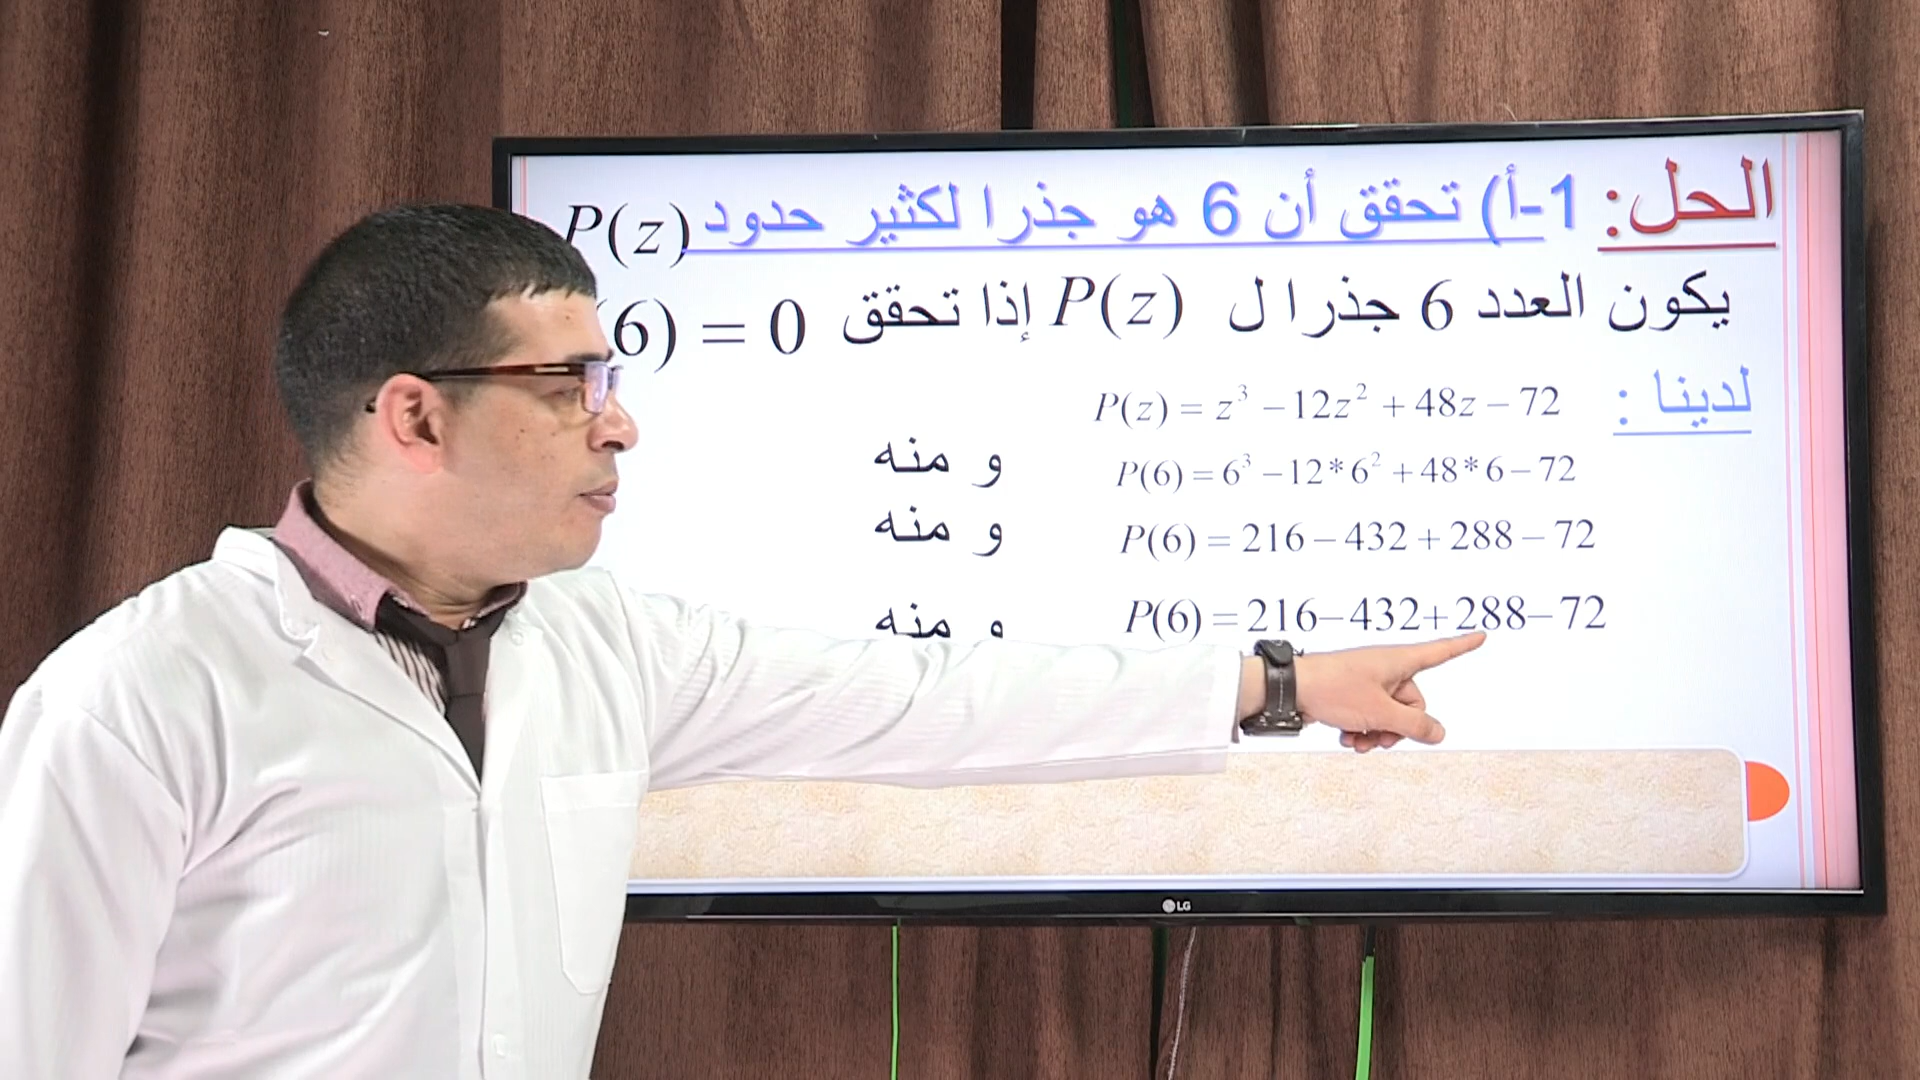 الحل: 1-أ) تحقق أن 6 هو جذرا لكثير حدود P(z)
يكون العدد 6 جذرا ل P(z) إذا تحقق (6) = 0
لدينا : P(z) = z³ − 12z² + 48z − 72
و منه P(6) = 6³ − 12*6² + 48*6 − 72
و منه P(6) = 216 − 432 + 288 − 72
و منه P(6) = 216−432+288−72
LG